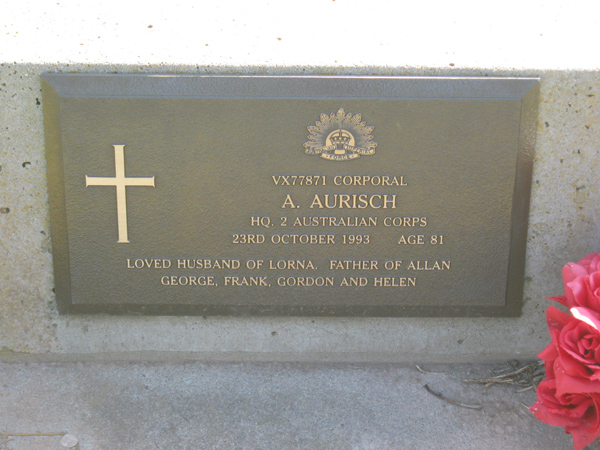 VX77871 CORPORAL
A. AURISCH
HQ. 2 AUSTRALIAN CORPS
23RD OCTOBER 1993 AGE 81
LOVED HUSBAND OF LORNA. FATHER OF ALLAN
GEORGE, FRANK, GORDON AND HELEN